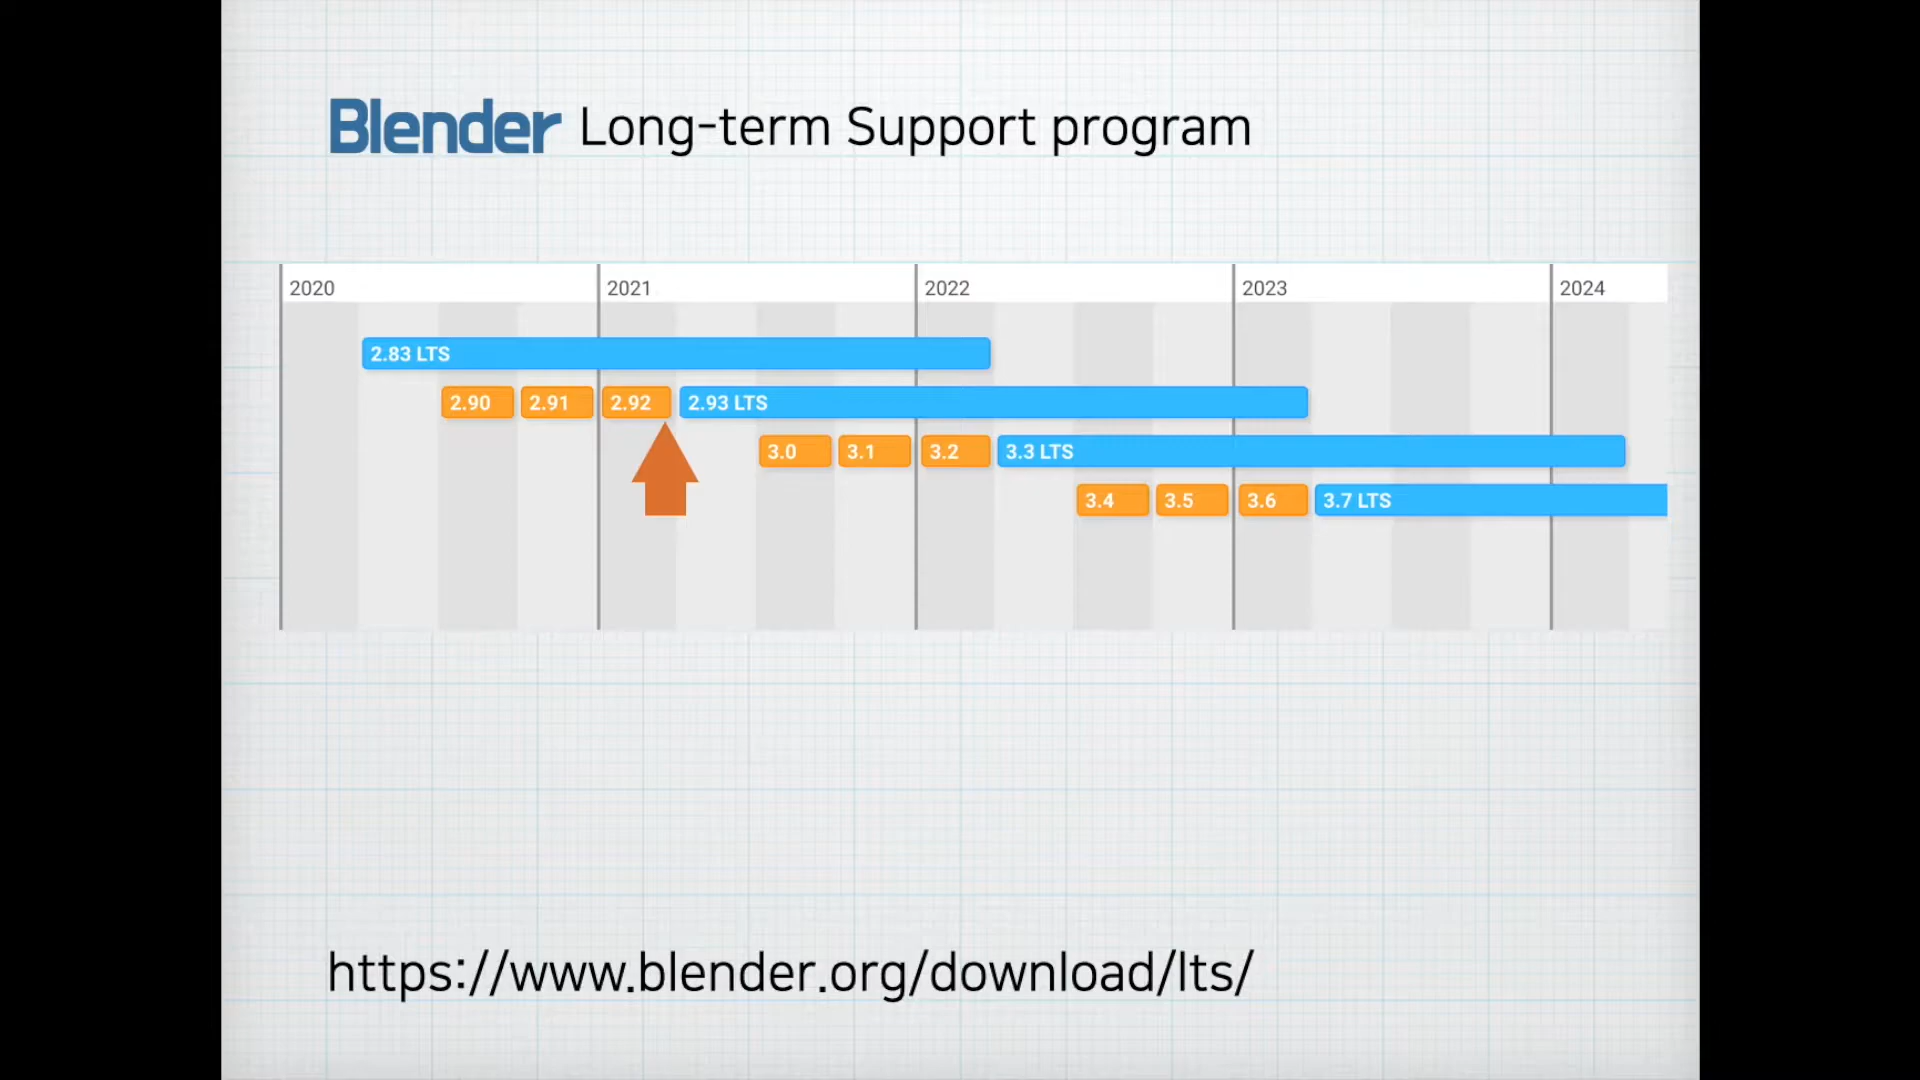 Blender Long-term Support program
2020 2021 2022 2023 2024
2.83 LTS
2.90 2.91 2.92 2.93 LTS
3.0 3.1 3.2 3.3 LTS
3.4 3.5 3.6 3.7 LTS
https://www.blender.org/download/lts/